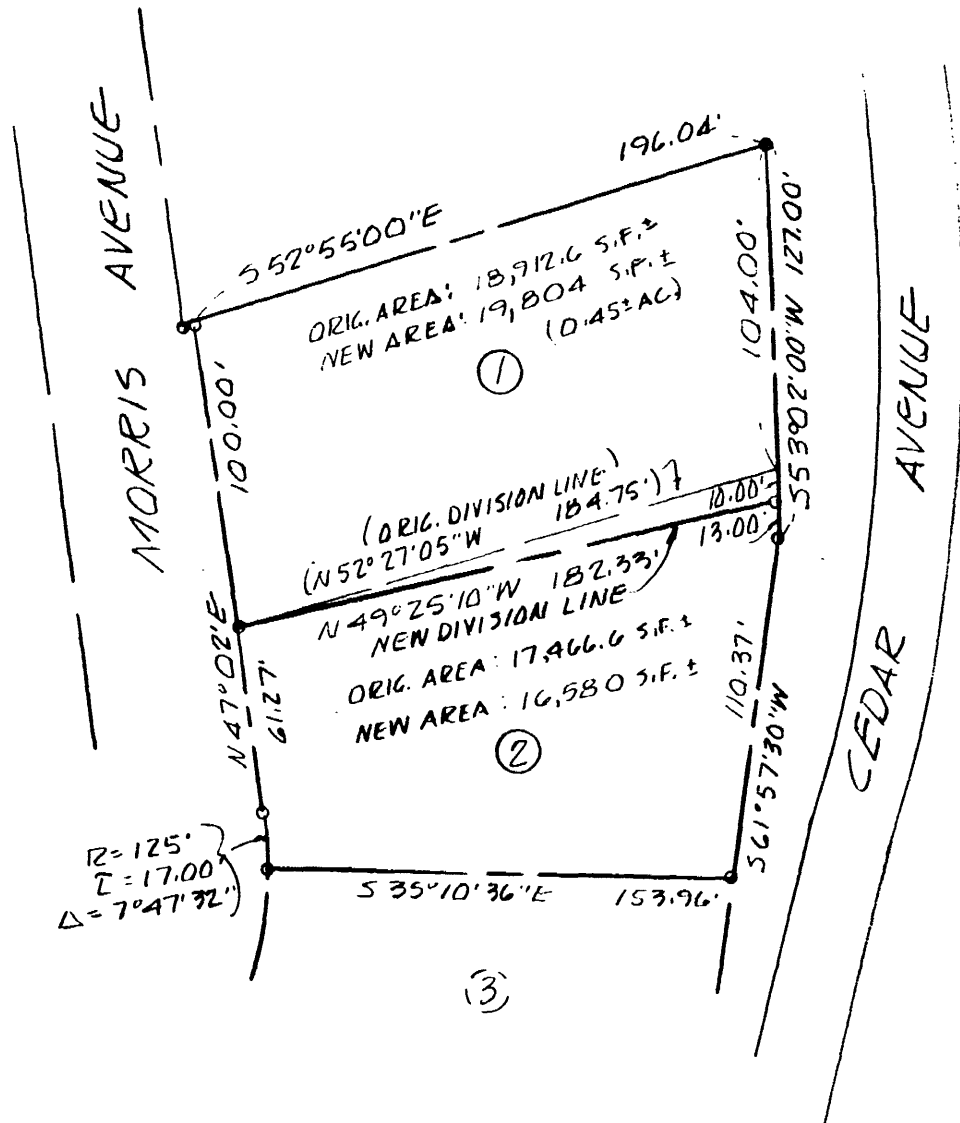 MORRIS AVENUE
196.04'
S 52°55'00"E
ORIG. AREA: 18,912.6 S.F.±
NEW AREA: 19,804 S.F.±
(0.45±AC.)
1
104.00'
127.00'
100.00'
(ORIG. DIVISION LINE)
(N 52°27'05"W 184.75')
10.00'
13.00'
N 49°25'10"W 182.33'
NEW DIVISION LINE
ORIG. AREA: 17,466.6 S.F.±
NEW AREA: 16,580 S.F.±
2
N 47°02'E
61.27'
110.37'
S 61°57'30"W
R=125'
L=17.00'
Δ=7°47'32"
S 35°10'36"E 153.96'
(3)
CEDAR AVENUE